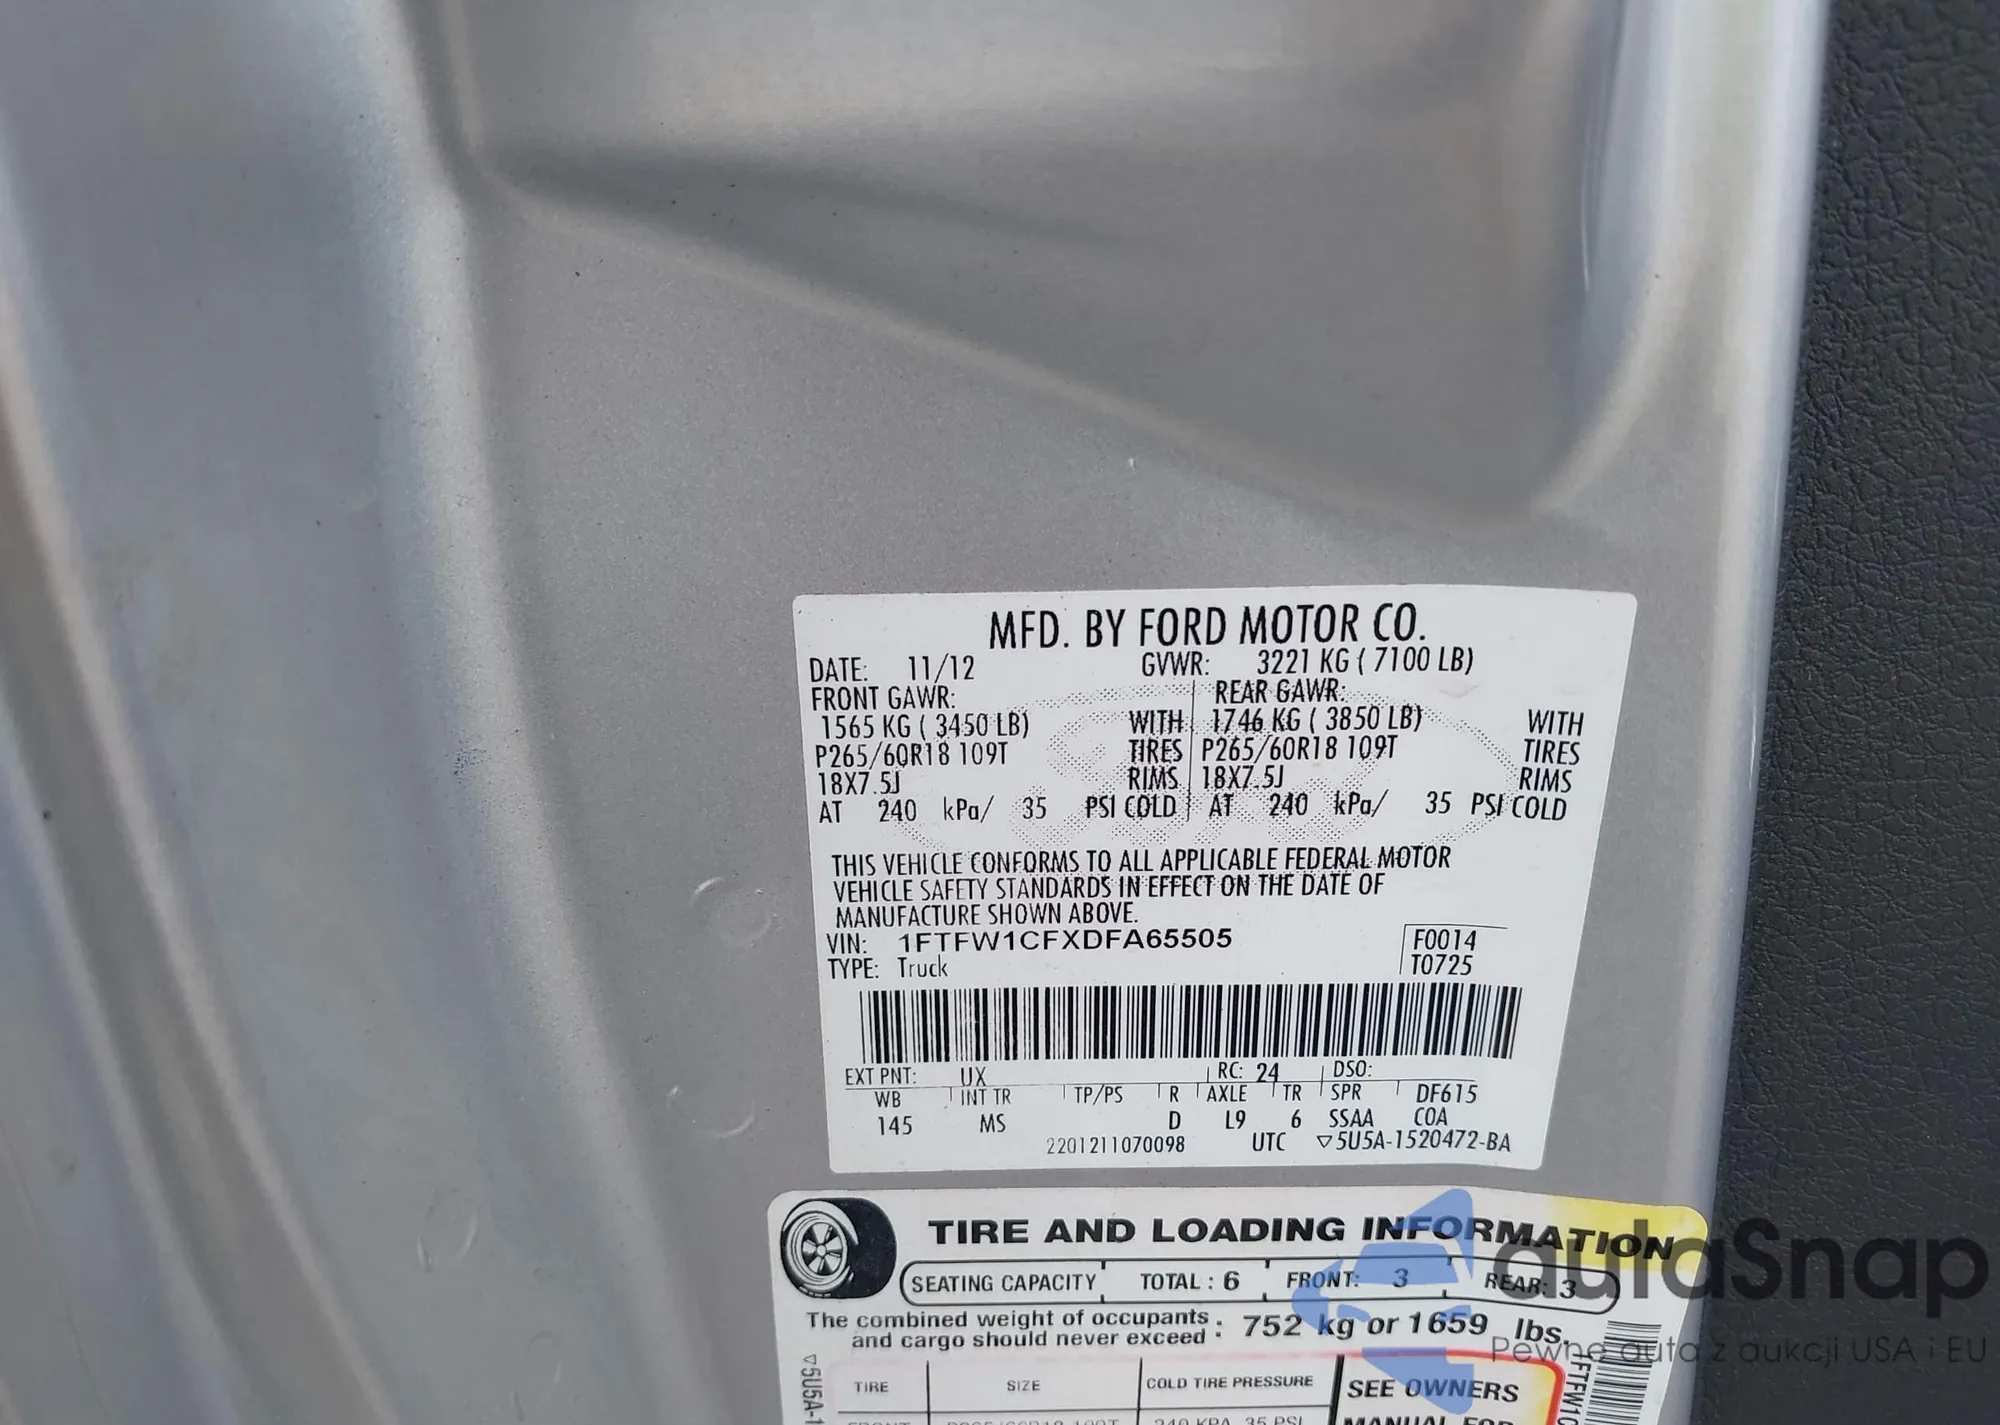 MFD. BY FORD MOTOR CO.
DATE: 11/12 GVWR: 3221 KG ( 7100 LB)
FRONT GAWR: REAR GAWR:
1565 KG ( 3450 LB) WITH 1746 KG ( 3850 LB) WITH
P265/60R18 109T TIRES P265/60R18 109T TIRES
18X7.5J RIMS 18X7.5J RIMS
AT 240 kPa/ 35 PSI COLD AT 240 kPa/ 35 PSI COLD
THIS VEHICLE CONFORMS TO ALL APPLICABLE FEDERAL MOTOR
VEHICLE SAFETY STANDARDS IN EFFECT ON THE DATE OF
MANUFACTURE SHOWN ABOVE.
VIN: 1FTFW1CFXDFA65505 F0014
TYPE: Truck T0725
EXT PNT: UX RC: 24 DSO:
WB INT TR TP/PS R AXLE TR SPR DF615
145 MS D L9 6 SSAA COA
2201211070098 UTC ▽5U5A-1520472-BA
TIRE AND LOADING INFORMATION
SEATING CAPACITY TOTAL : 6 FRONT: 3 REAR: 3
The combined weight of occupants
and cargo should never exceed : 752 kg or 1659 lbs.
TIRE SIZE COLD TIRE PRESSURE SEE OWNERS
MANUAL FOR
▽5U5A-1
autaSnap
Pewne auta z aukcji USA i EU